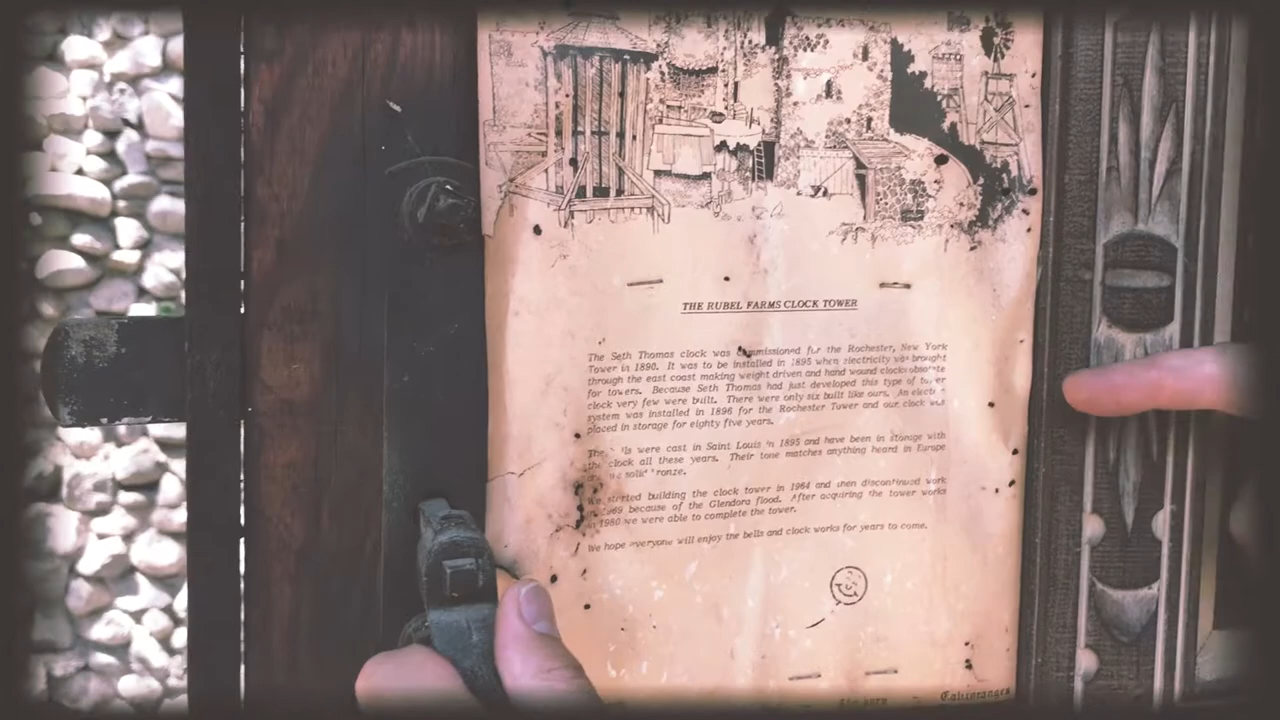 THE RUBEL FARMS CLOCK TOWER
The Seth Thomas clock was commissioned for the Rochester, New York
Tower in 1890. It was to be installed in 1895 when electricity was brought
through the east coast making weight driven and hand wound clocks obsolete
for towers. Because Seth Thomas had just developed this type of tower
clock very few were built. There were only six built like ours. An electric
system was installed in 1896 for the Rochester Tower and our clock was
placed in storage for eighty five years.
The were cast in Saint Louis in 1895 and have been in storage with
the clock all these years. Their tone matches anything heard in Europe
solid bronze.
We started building the clock tower in 1964 and then discontinued work
in 1969 because of the Glendora flood. After acquiring the tower works
in 1980 we were able to complete the tower.
We hope everyone will enjoy the bells and clock works for years to come.